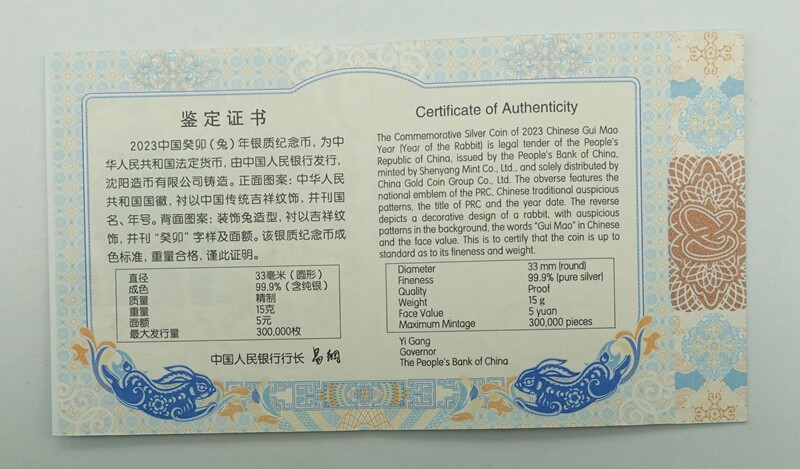 鉴定证书
2023中国癸卯（兔）年银质纪念币，为中
华人民共和国法定货币，由中国人民银行发行，
沈阳造币有限公司铸造。正面图案：中华人民
共和国国徽，衬以中国传统吉祥纹饰，并刊国
名、年号。背面图案：装饰兔造型，衬以吉祥纹
饰，并刊“癸卯”字样及面额。该银质纪念币成
色标准，重量合格，谨此证明。
直径 33毫米（圆形）
成色 99.9%（含纯银）
质量 精制
重量 15克
面额 5元
最大发行量 300,000枚
中国人民银行行长 易纲
Certificate of Authenticity
The Commemorative Silver Coin of 2023 Chinese Gui Mao
Year (Year of the Rabbit) is legal tender of the People's
Republic of China, issued by the People's Bank of China,
minted by Shenyang Mint Co., Ltd., and solely distributed by
China Gold Coin Group Co., Ltd. The obverse features the
national emblem of the PRC, Chinese traditional auspicious
patterns, the title of PRC and the year date. The reverse
depicts a decorative design of a rabbit, with auspicious
patterns in the background, the words "Gui Mao" in Chinese
and the face value. This is to certify that the coin is up to
standard as to its fineness and weight.
Diameter 33 mm (round)
Fineness 99.9% (pure silver)
Quality Proof
Weight 15 g
Face Value 5 yuan
Maximum Mintage 300,000 pieces
Yi Gang
Governor
The People's Bank of China